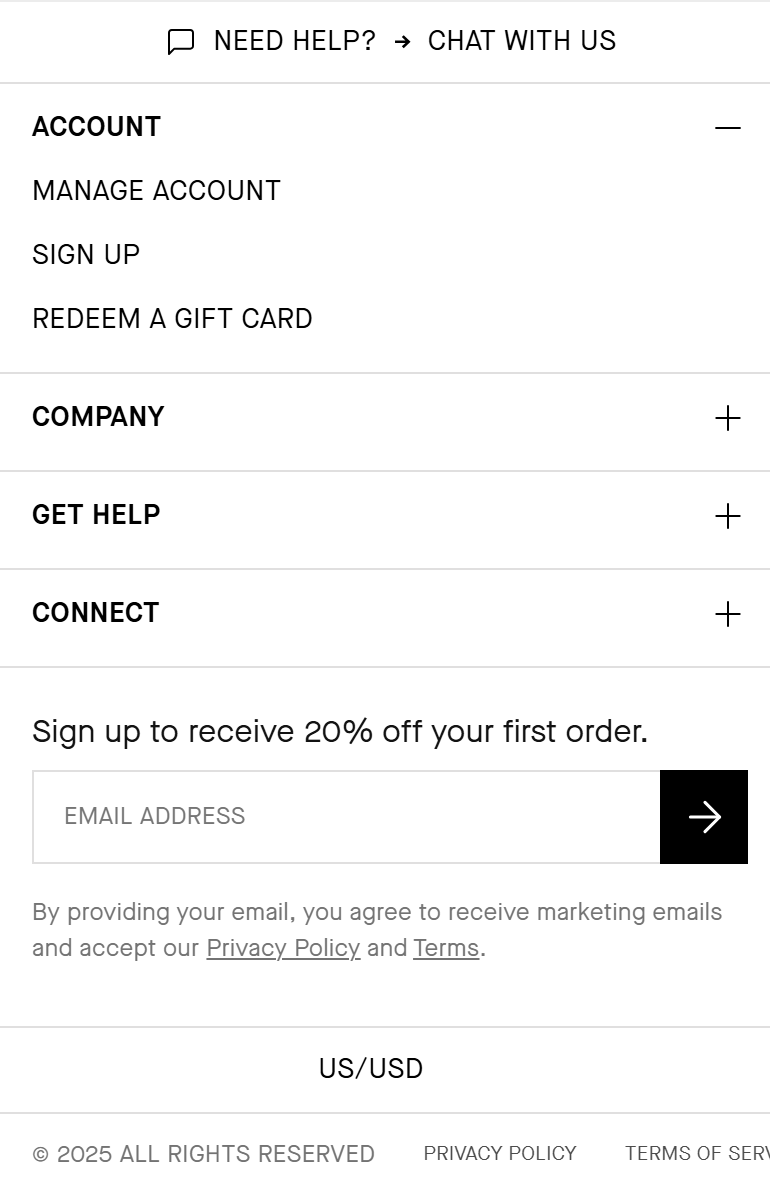 NEED HELP? → CHAT WITH US
ACCOUNT
MANAGE ACCOUNT
SIGN UP
REDEEM A GIFT CARD
COMPANY
GET HELP
CONNECT
Sign up to receive 20% off your first order.
EMAIL ADDRESS
By providing your email, you agree to receive marketing emails
and accept our Privacy Policy and Terms.
US/USD
© 2025 ALL RIGHTS RESERVED PRIVACY POLICY TERMS OF